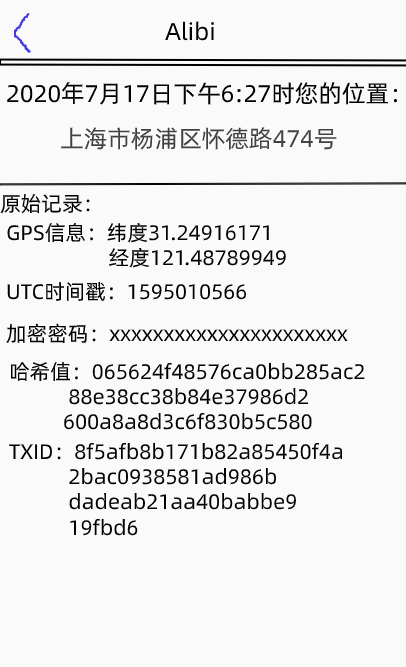 Alibi
2020年7月17日下午6:27时您的位置：
上海市杨浦区怀德路474号
原始记录：
GPS信息：纬度31.24916171
经度121.48789949
UTC时间戳：1595010566
加密密码：xxxxxxxxxxxxxxxxxxxxxx
哈希值：065624f48576ca0bb285ac2
88e38cc38b84e37986d2
600a8a8d3c6f830b5c580
TXID：8f5afb8b171b82a85450f4a
2bac0938581ad986b
dadeab21aa40babbe9
19fbd6